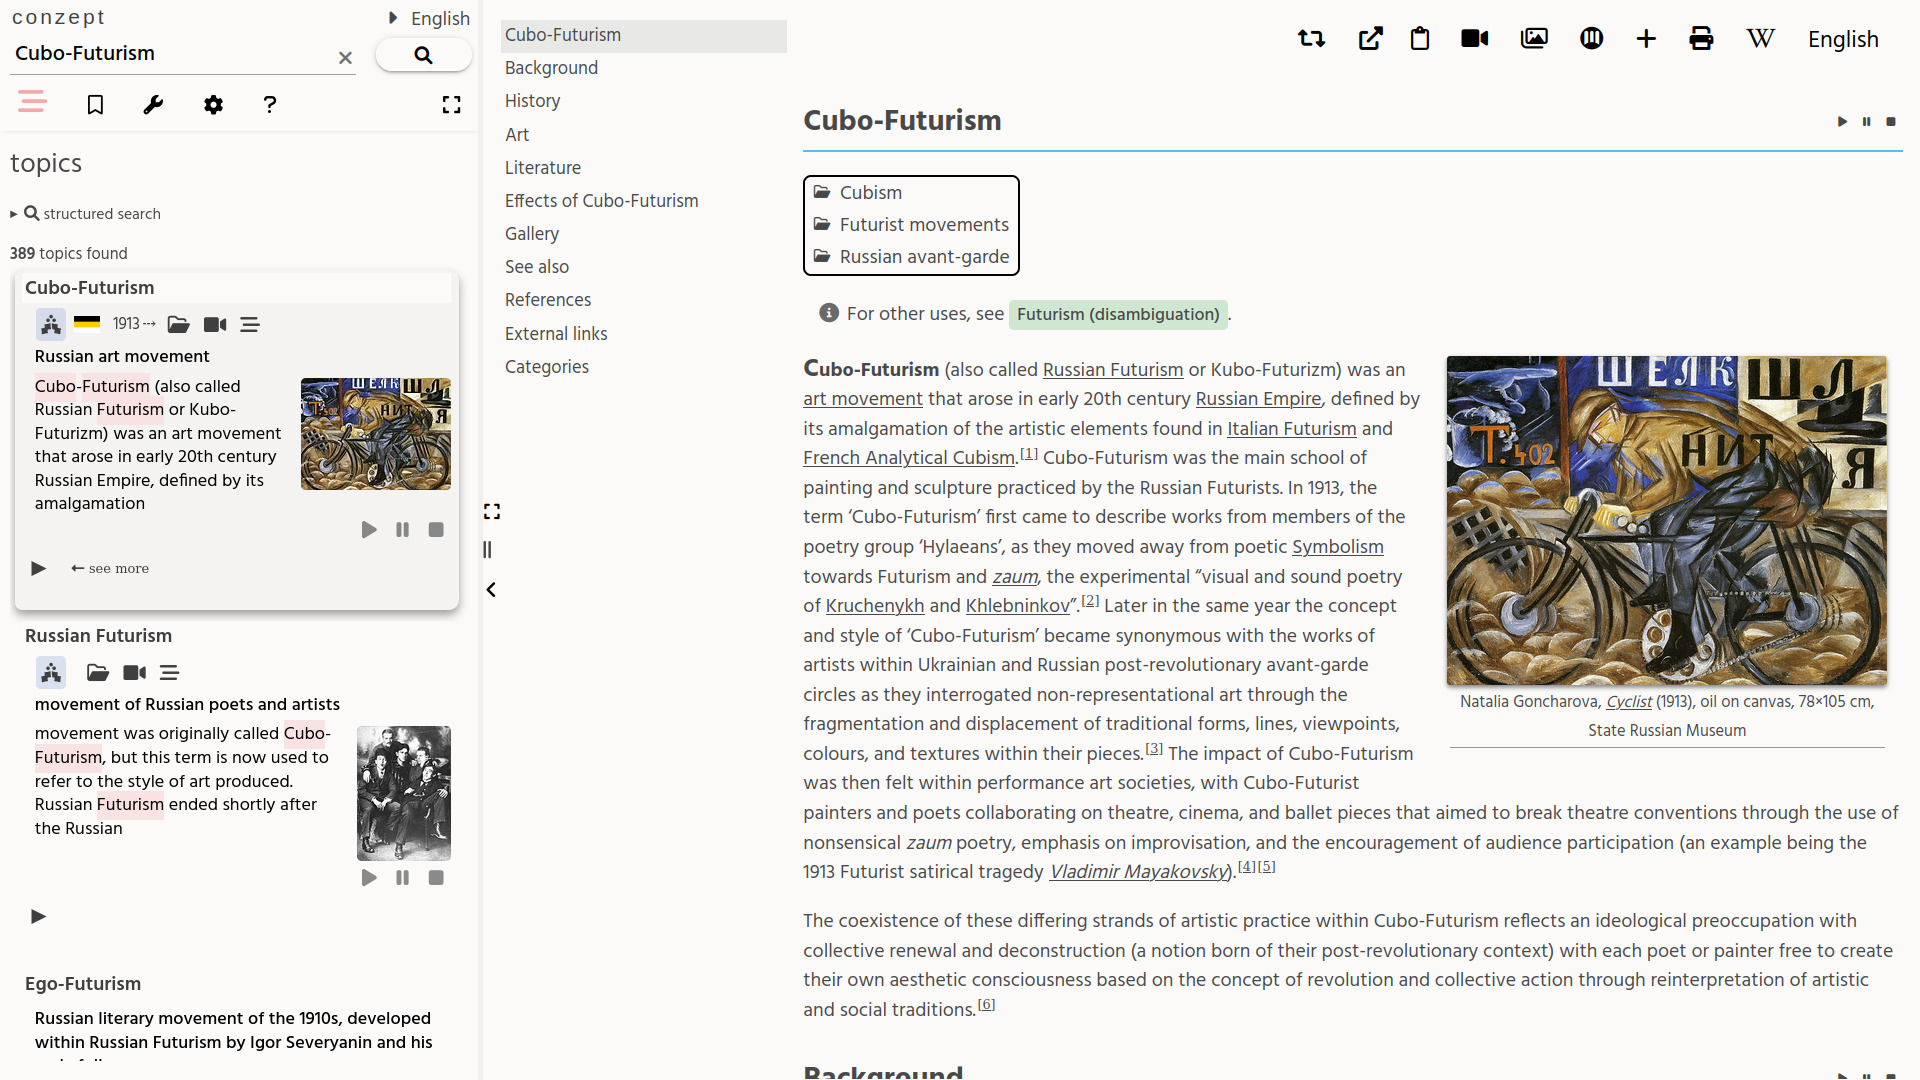 conzept
English
Cubo-Futurism
topics
structured search
389 topics found
Cubo-Futurism
1913 ⤏
Russian art movement
Cubo-Futurism (also called
Russian Futurism or Kubo-
Futurizm) was an art movement
that arose in early 20th century
Russian Empire, defined by its
amalgamation
← see more
Russian Futurism
movement of Russian poets and artists
movement was originally called Cubo-
Futurism, but this term is now used to
refer to the style of art produced.
Russian Futurism ended shortly after
the Russian
Ego-Futurism
Russian literary movement of the 1910s, developed
within Russian Futurism by Igor Severyanin and his
Cubo-Futurism
Background
History
Art
Literature
Effects of Cubo-Futurism
Gallery
See also
References
External links
Categories
W English
Cubo-Futurism
Cubism
Futurist movements
Russian avant-garde
For other uses, see Futurism (disambiguation).
Cubo-Futurism (also called Russian Futurism or Kubo-Futurizm) was an
art movement that arose in early 20th century Russian Empire, defined by
its amalgamation of the artistic elements found in Italian Futurism and
French Analytical Cubism.[1] Cubo-Futurism was the main school of
painting and sculpture practiced by the Russian Futurists. In 1913, the
term ‘Cubo-Futurism’ first came to describe works from members of the
poetry group ‘Hylaeans’, as they moved away from poetic Symbolism
towards Futurism and zaum, the experimental “visual and sound poetry
of Kruchenykh and Khlebninkov”.[2] Later in the same year the concept
and style of ‘Cubo-Futurism’ became synonymous with the works of
artists within Ukrainian and Russian post-revolutionary avant-garde
circles as they interrogated non-representational art through the
fragmentation and displacement of traditional forms, lines, viewpoints,
colours, and textures within their pieces.[3] The impact of Cubo-Futurism
was then felt within performance art societies, with Cubo-Futurist
painters and poets collaborating on theatre, cinema, and ballet pieces that aimed to break theatre conventions through the use of
nonsensical zaum poetry, emphasis on improvisation, and the encouragement of audience participation (an example being the
1913 Futurist satirical tragedy Vladimir Mayakovsky).[4][5]
ШЕЛК
ШЛЯ
Т. 402
НИТ
Natalia Goncharova, Cyclist (1913), oil on canvas, 78×105 cm,
State Russian Museum
The coexistence of these differing strands of artistic practice within Cubo-Futurism reflects an ideological preoccupation with
collective renewal and deconstruction (a notion born of their post-revolutionary context) with each poet or painter free to create
their own aesthetic consciousness based on the concept of revolution and collective action through reinterpretation of artistic
and social traditions.[6]
Background